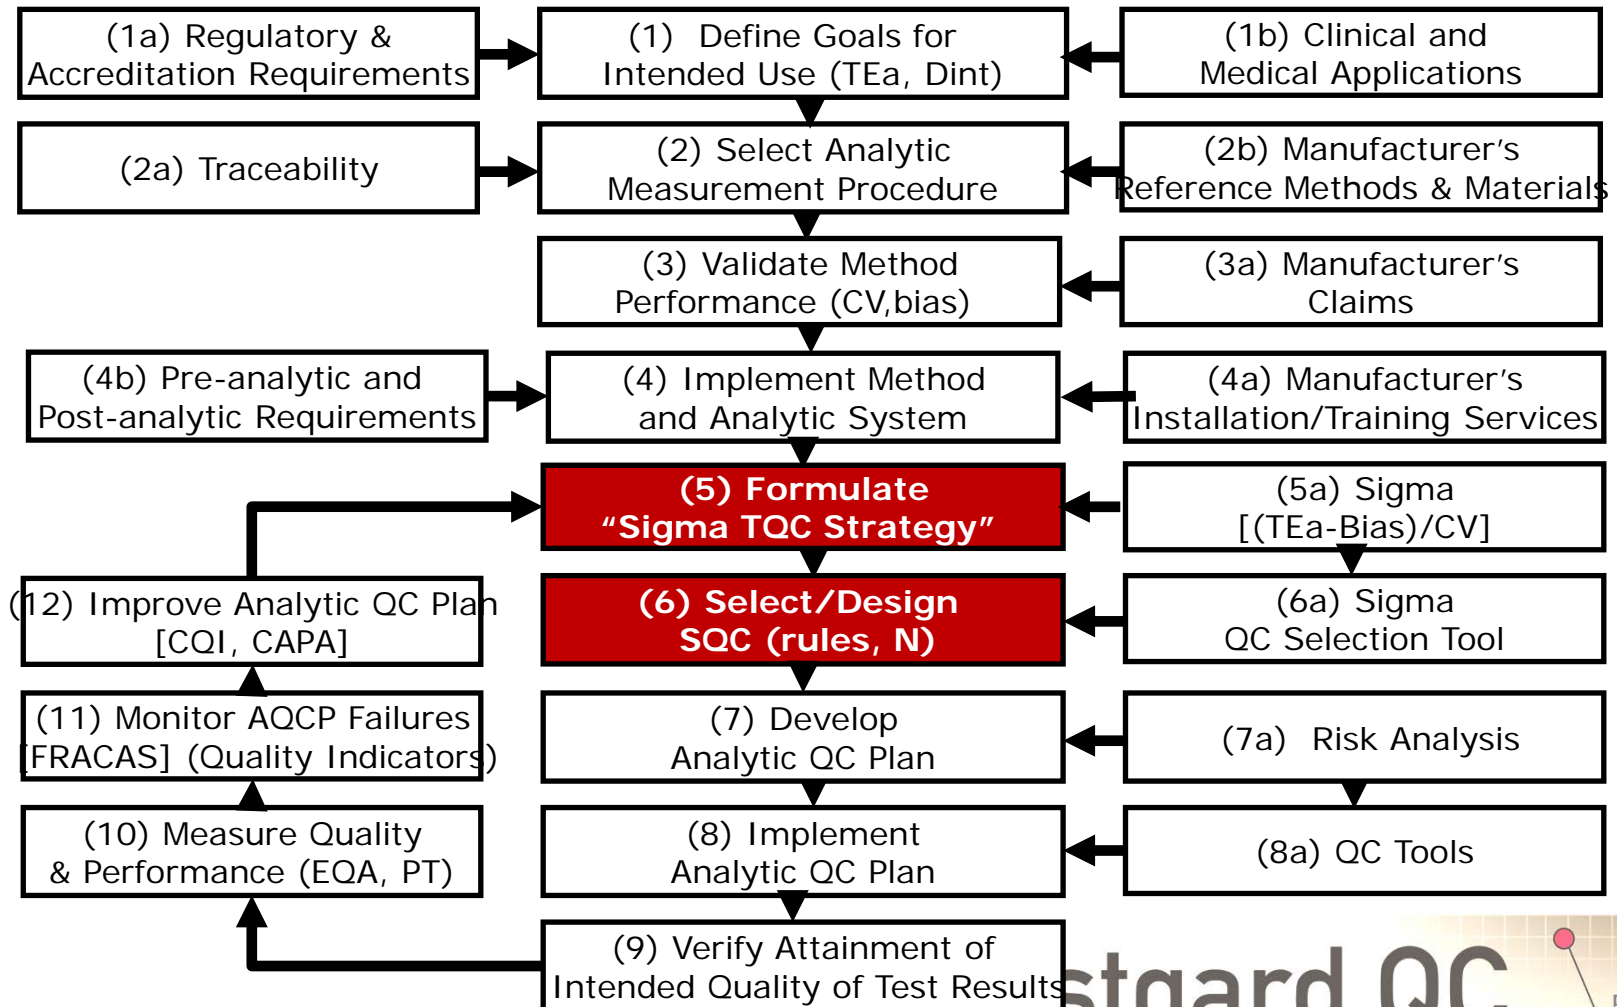 (1a) Regulatory &
Accreditation Requirements
(1) Define Goals for
Intended Use (TEa, Dint)
(1b) Clinical and
Medical Applications
(2a) Traceability
(2) Select Analytic
Measurement Procedure
(2b) Manufacturer’s
Reference Methods & Materials
(3) Validate Method
Performance (CV,bias)
(3a) Manufacturer’s
Claims
(4b) Pre-analytic and
Post-analytic Requirements
(4) Implement Method
and Analytic System
(4a) Manufacturer’s
Installation/Training Services
(5) Formulate
“Sigma TQC Strategy”
(5a) Sigma
[(TEa-Bias)/CV]
(12) Improve Analytic QC Plan
[CQI, CAPA]
(6) Select/Design
SQC (rules, N)
(6a) Sigma
QC Selection Tool
(11) Monitor AQCP Failures
[FRACAS] (Quality Indicators)
(7) Develop
Analytic QC Plan
(7a) Risk Analysis
(10) Measure Quality
& Performance (EQA, PT)
(8) Implement
Analytic QC Plan
(8a) QC Tools
(9) Verify Attainment of
Intended Quality of Test Results
stgard QC